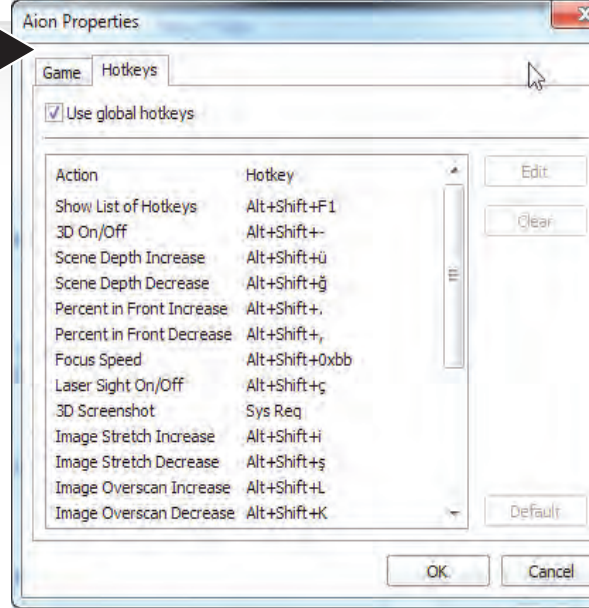 Aion Properties
Game Hotkeys
Use global hotkeys
Action Hotkey
Show List of Hotkeys Alt+Shift+F1
3D On/Off Alt+Shift+-
Scene Depth Increase Alt+Shift+ü
Scene Depth Decrease Alt+Shift+ğ
Percent in Front Increase Alt+Shift+.
Percent in Front Decrease Alt+Shift+,
Focus Speed Alt+Shift+0xbb
Laser Sight On/Off Alt+Shift+ç
3D Screenshot Sys Req
Image Stretch Increase Alt+Shift+i
Image Stretch Decrease Alt+Shift+ş
Image Overscan Increase Alt+Shift+L
Image Overscan Decrease Alt+Shift+K
Edit
Clear
Default
OK Cancel